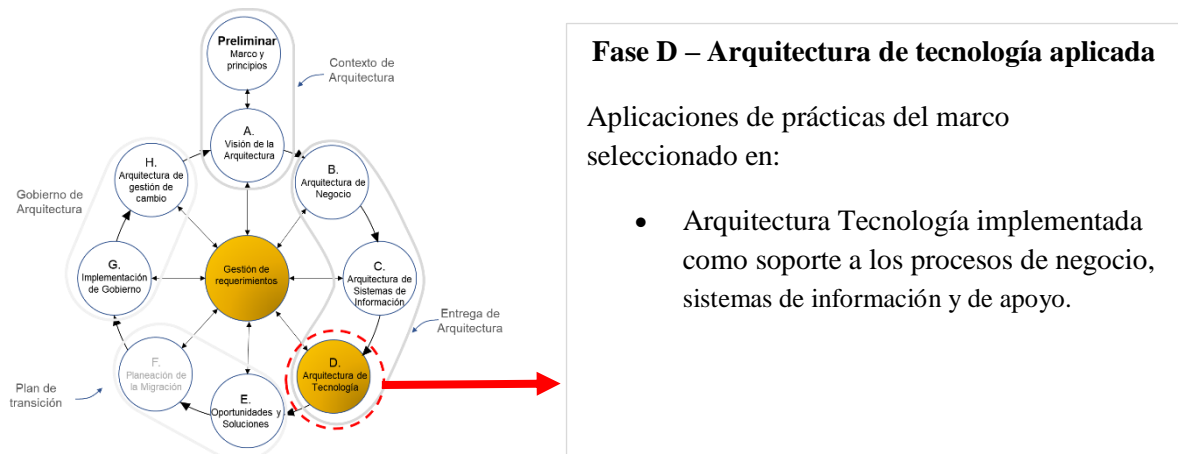 Preliminar
Marco y
principios
Contexto de
Arquitectura
A.
Visión de la
Arquitectura
H.
Arquitectura de
gestión de
cambio
B.
Arquitectura de
Negocio
Gobierno de
Arquitectura
G.
Implementación
de Gobierno
Gestión de
requerimientos
C.
Arquitectura de
Sistemas de
Información
Entrega de
Arquitectura
F.
Planeación de
la Migración
D.
Arquitectura de
Tecnología
Plan de
transición
E.
Oportunidades y
Soluciones
Fase D – Arquitectura de tecnología aplicada
Aplicaciones de prácticas del marco
seleccionado en:
• Arquitectura Tecnología implementada
como soporte a los procesos de negocio,
sistemas de información y de apoyo.